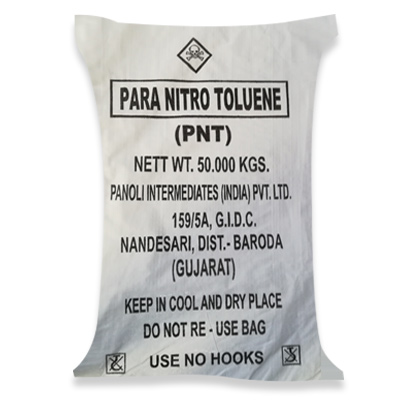 PARA NITRO TOLUENE
(PNT)
NETT WT. 50.000 KGS.
PANOLI INTERMEDIATES (INDIA) PVT. LTD.
159/5A, G.I.D.C.
NANDESARI, DIST.- BARODA
(GUJARAT)
KEEP IN COOL AND DRY PLACE
DO NOT RE - USE BAG
USE NO HOOKS